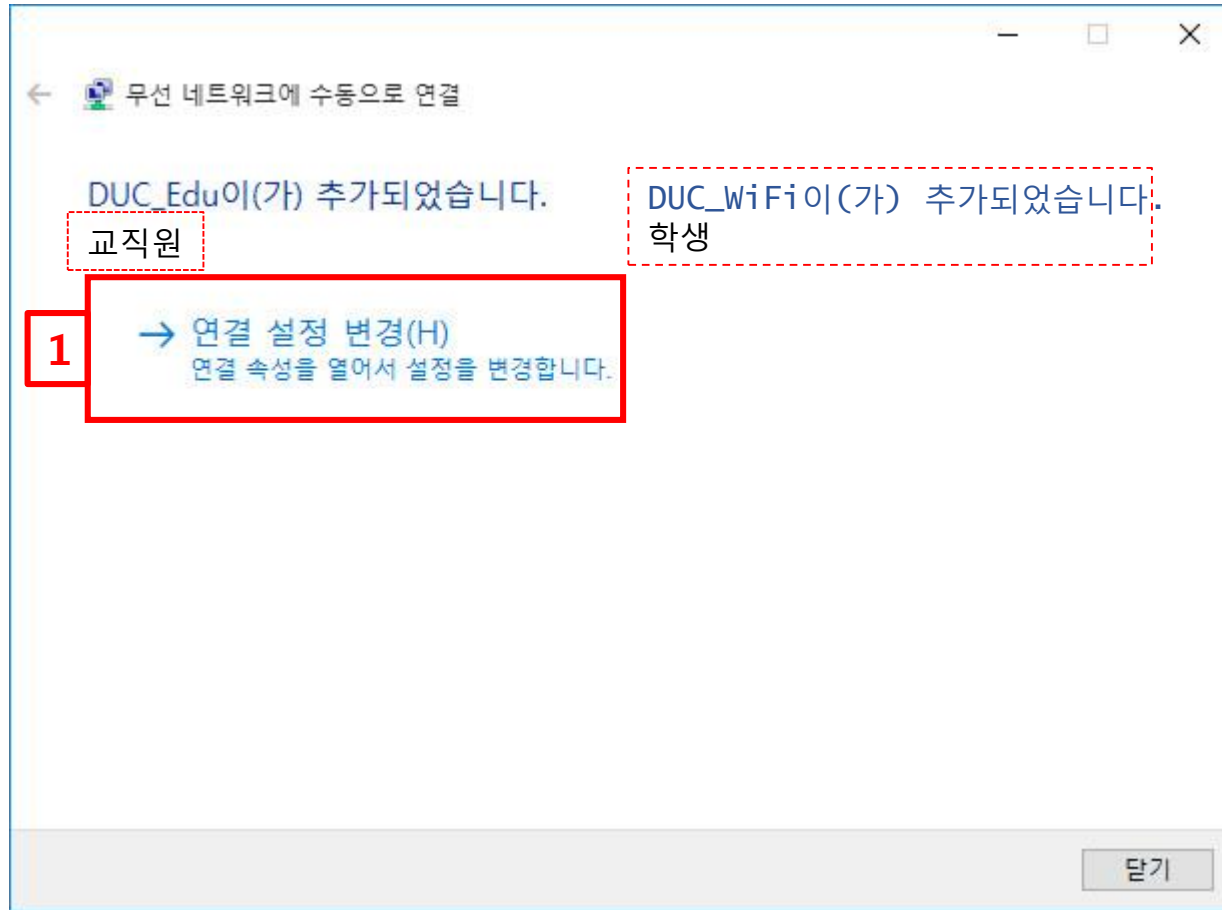 무선 네트워크에 수동으로 연결
DUC_Edu이(가) 추가되었습니다.
교직원
DUC_WiFi이(가) 추가되었습니다.
학생
1
→ 연결 설정 변경(H)
연결 속성을 열어서 설정을 변경합니다.
닫기